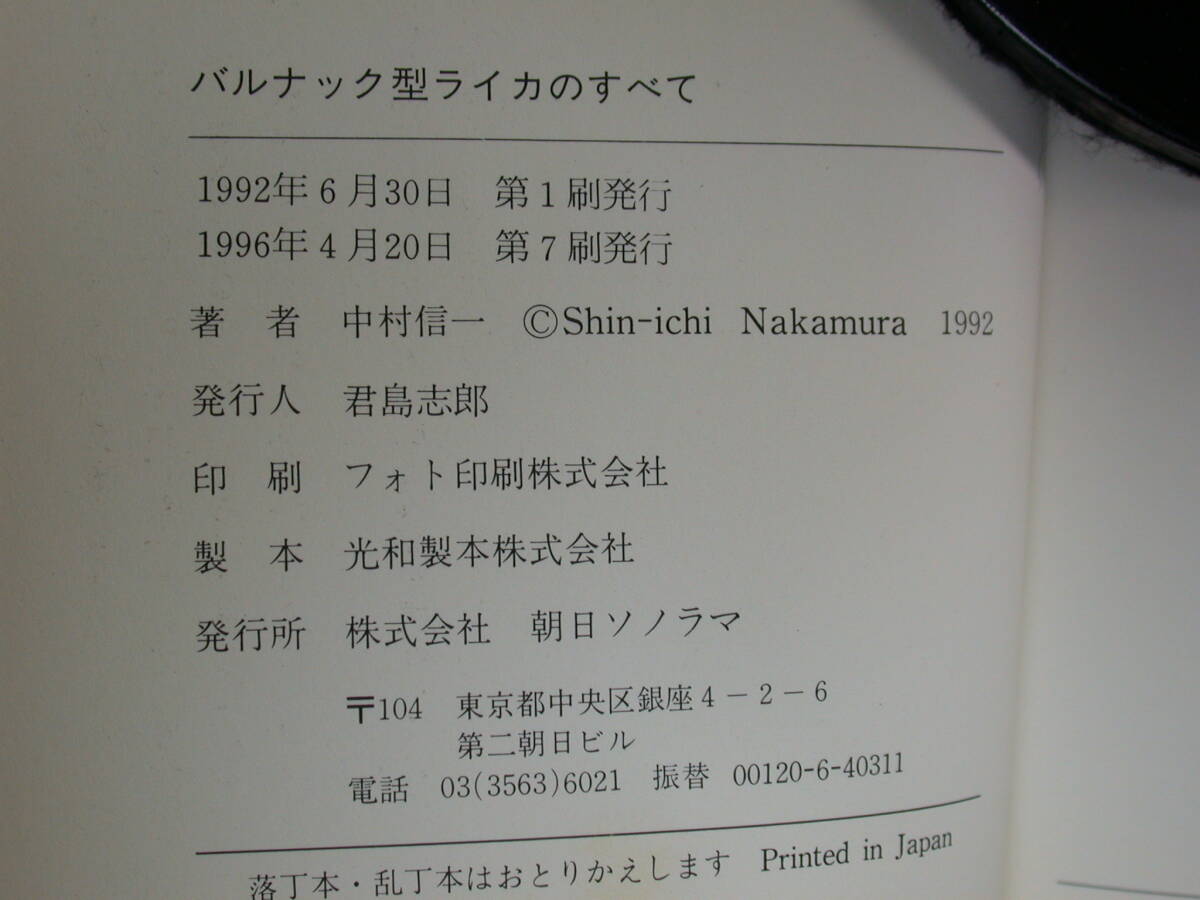 バルナック型ライカのすべて
1992年6月30日 第1刷発行
1996年4月20日 第7刷発行
著 者 中村信一 ©Shin-ichi Nakamura 1992
発行人 君島志郎
印 刷 フォト印刷株式会社
製 本 光和製本株式会社
発行所 株式会社 朝日ソノラマ
〒104 東京都中央区銀座4-2-6
第二朝日ビル
電話 03(3563)6021 振替 00120-6-40311
落丁本・乱丁本はおとりかえします Printed in Japan